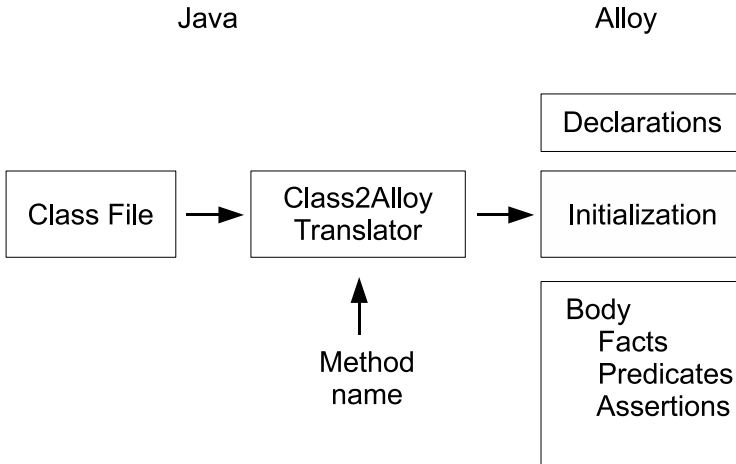 Java
Alloy
Declarations
Class File
Class2Alloy
Translator
Initialization
Method
name
Body
Facts
Predicates
Assertions